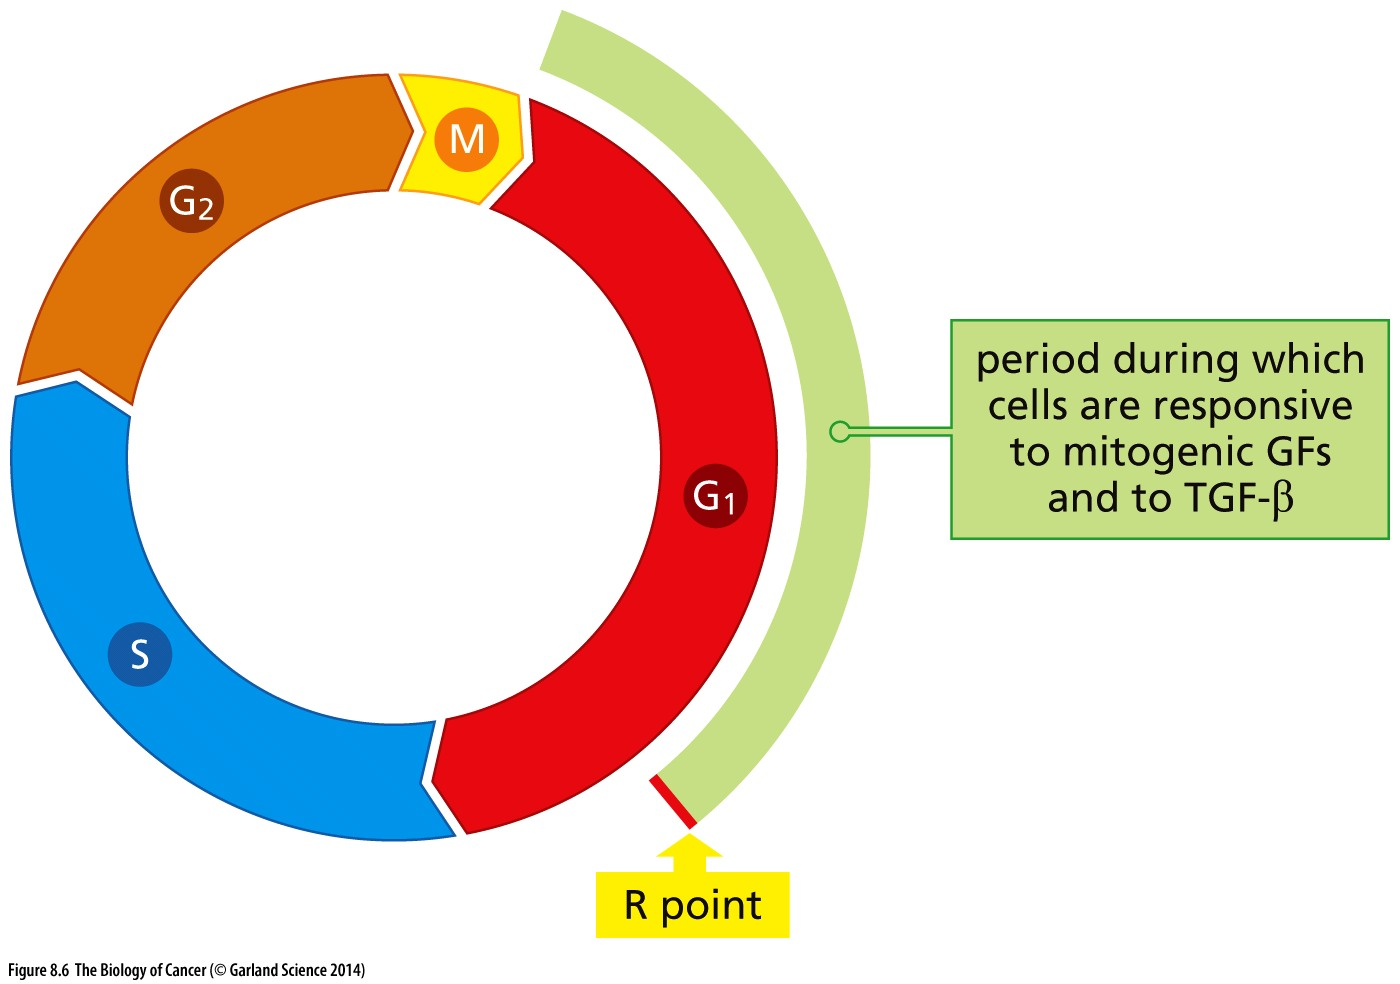 M
G2
G1
S
period during which
cells are responsive
to mitogenic GFs
and to TGF-β
R point
Figure 8.6 The Biology of Cancer (© Garland Science 2014)